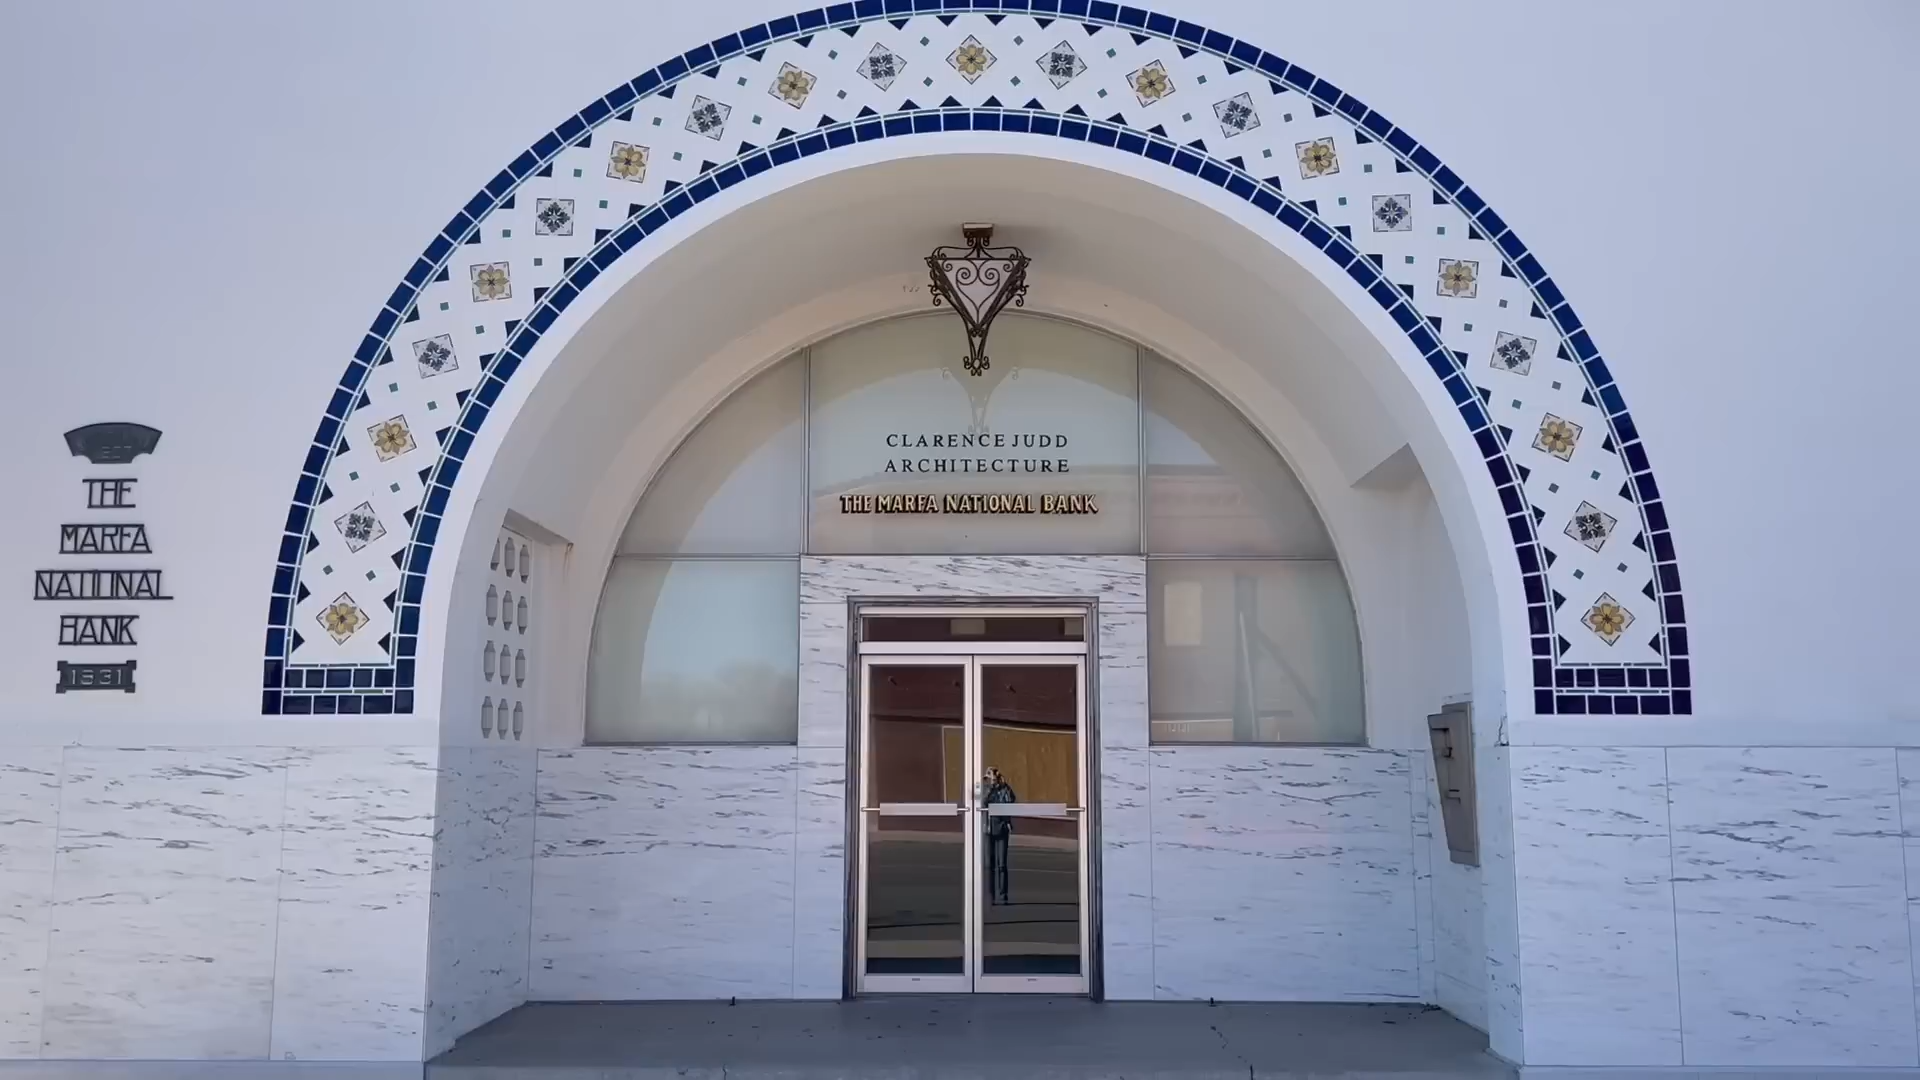 THE
MARFA
NATIONAL
BANK
1931
CLARENCE JUDD
ARCHITECTURE
THE MARFA NATIONAL BANK